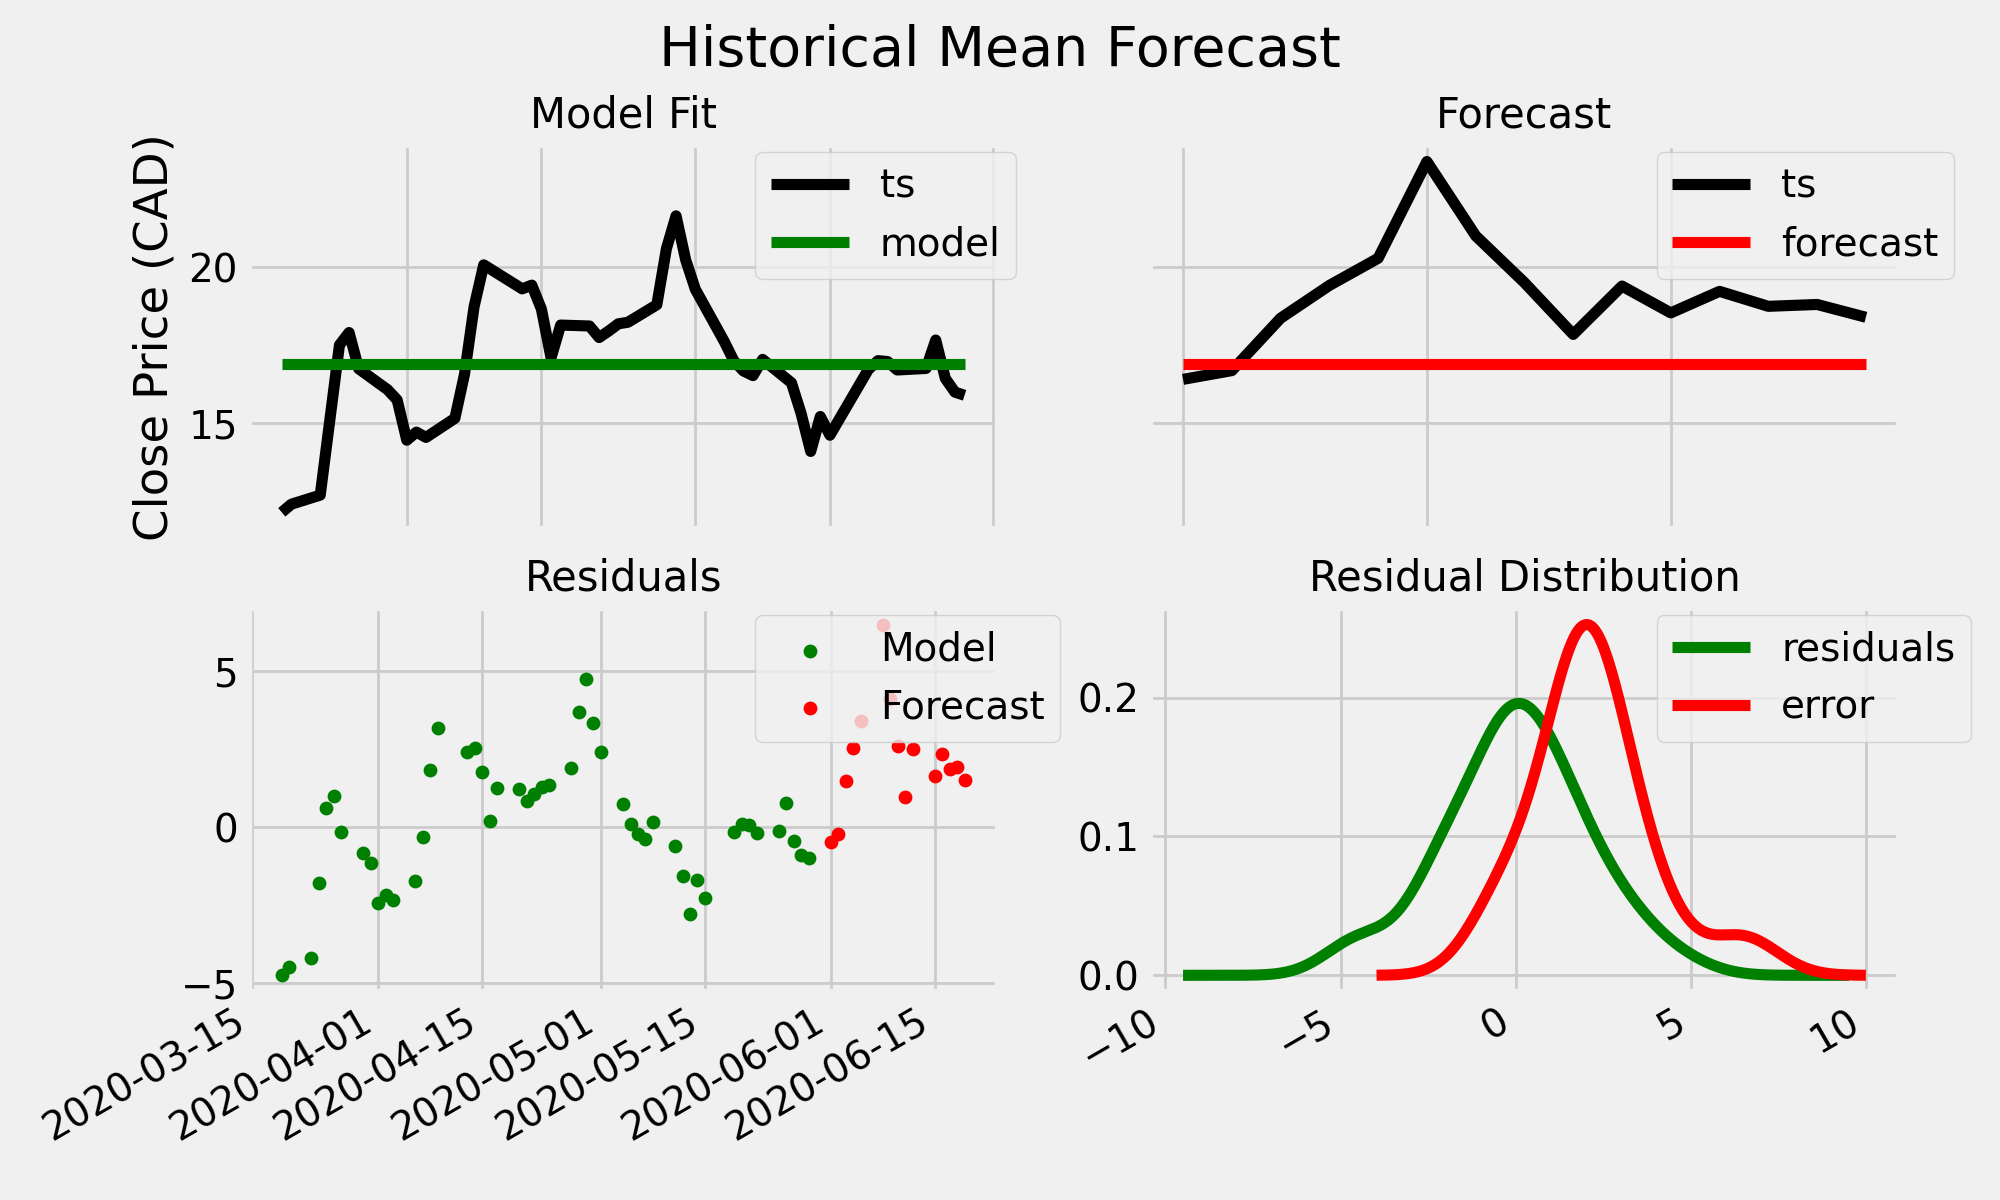 Historical Mean Forecast
Model Fit
Close Price (CAD)
20
15
ts
model
Forecast
ts
forecast
Residuals
5
0
−5
Model
Forecast
2020-03-15
2020-04-01
2020-04-15
2020-05-01
2020-05-15
2020-06-01
2020-06-15
Residual Distribution
0.2
0.1
0.0
residuals
error
−10
−5
0
5
10